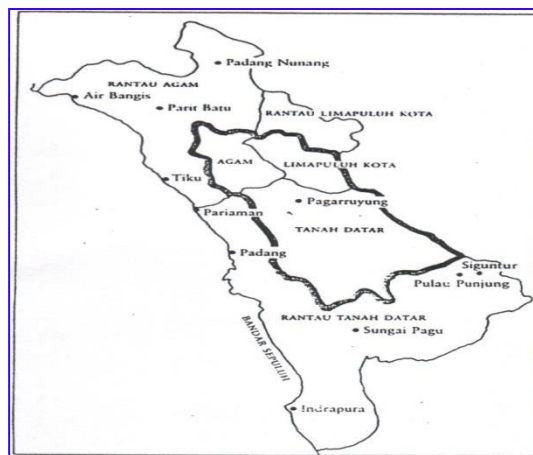 Padang Nunang
RANTAU AGAM
Air Bangis
Parit Batu
RANTAU LIMAPULUH KOTA
AGAM
LIMAPULUH KOTA
Tiku
Pagarruyung
Pariaman
TANAH DATAR
Padang
Siguntur
Pulau Punjung
RANTAU TANAH DATAR
Sungai Pagu
BANDAR SEPULUH
Indrapura